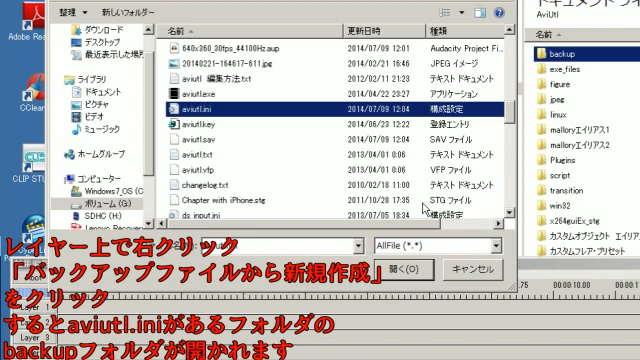 整理 ▼ 新しいフォルダー
ダウンロード
デスクトップ
最近表示した場所
ライブラリ
ドキュメント
ピクチャ
ビデオ
ミュージック
ホームグループ
コンピューター
Windows7_OS (C
ボリューム (G:)
SDHC (H:)
Lenovo Recovery
名前 更新日時 種類
640x360_30fps_44100Hz.aup 2014/07/09 12:01 Audacity Project Fi
20140221-164617-611.jpg 2014/02/21 16:46 JPEG イメージ
aviutl 編集方法.txt 2012/02/11 21:23 テキスト ドキュメント
aviutl.exe 2013/04/01 0:06 アプリケーション
aviutl.ini 2014/07/09 12:04 構成設定
aviutl.key 2014/06/23 12:22 登録エントリ
aviutl.sav 2014/07/09 12:04 SAV ファイル
aviutl.txt 2013/04/01 0:06 テキスト ドキュメント
aviutl.vfp 2013/04/01 0:06 VFP ファイル
changelog.txt 2010/02/18 11:00 テキスト ドキュメント
Chapter with iPhone.stg 2011/10/28 17:35 STG ファイル
ds_input.ini 2013/07/05 18:34 構成設定
AllFile (*.*)
開く(O) キャンセル
AviUtl
名前
backup
exe_files
figure
jpeg
linux
malloryエイリアス1
malloryエイリアス2
Plugins
script
transition
win32
x264guiEx_stg
カスタムオブジェクト エイリアス
カスタムフレア・プリセット
Adobe Rea
CClean
CLIP STU
.75 00:00:10.00 00:00:1
Layer 1
Layer 3
レイヤー上で右クリック
「バックアップファイルから新規作成」
をクリック
するとaviutl.iniがあるフォルダの
backupフォルダが開かれます